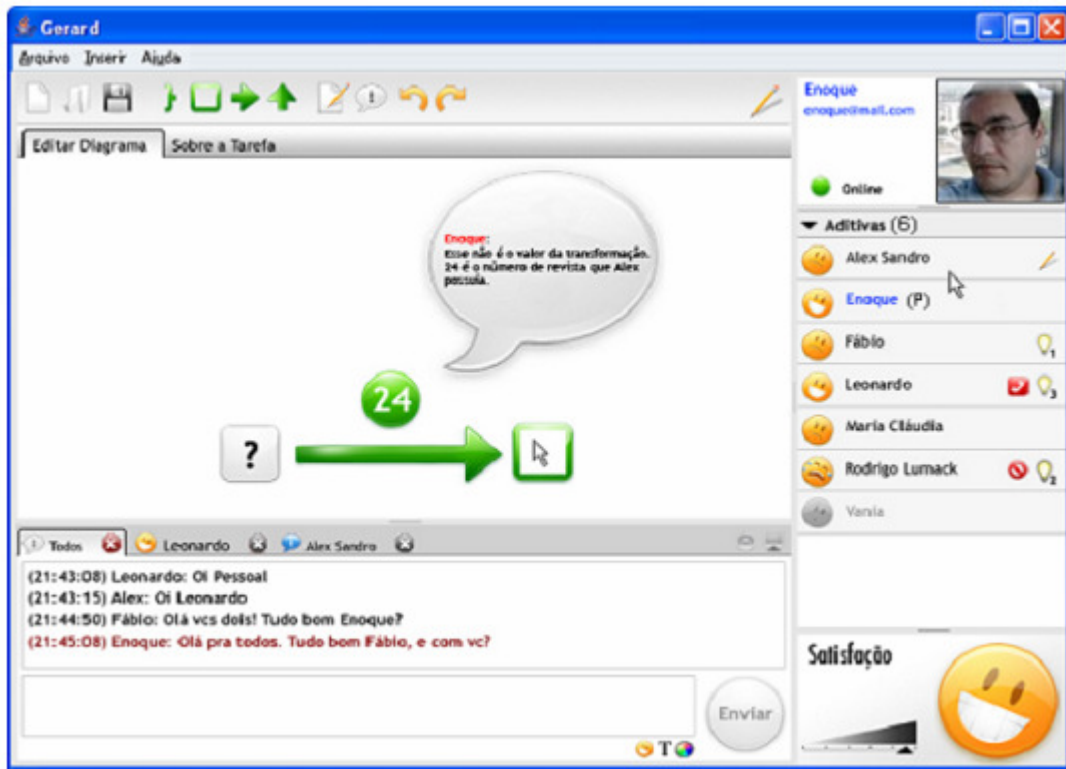 Gerard
Arquivo Inserir Ajuda
Editar Diagrama Sobre a Tarefa
Enoque
enoque@mail.com
Online
Aditivas (6)
Alex Sandro
Enoque (P)
Fábio
1
Leonardo
3
Maria Cláudia
Rodrigo Lumack
2
Vania
Enoque:
Esse não é o valor da transformação.
24 é o número de revista que Alex
possuia.
24
?
Todos Leonardo Alex Sandro
(21:43:08) Leonardo: Oi Pessoal
(21:43:15) Alex: Oi Leonardo
(21:44:50) Fábio: Olá vcs dois! Tudo bom Enoque?
(21:45:08) Enoque: Olá pra todos. Tudo bom Fábio, e com vc?
Enviar
T
Satisfação